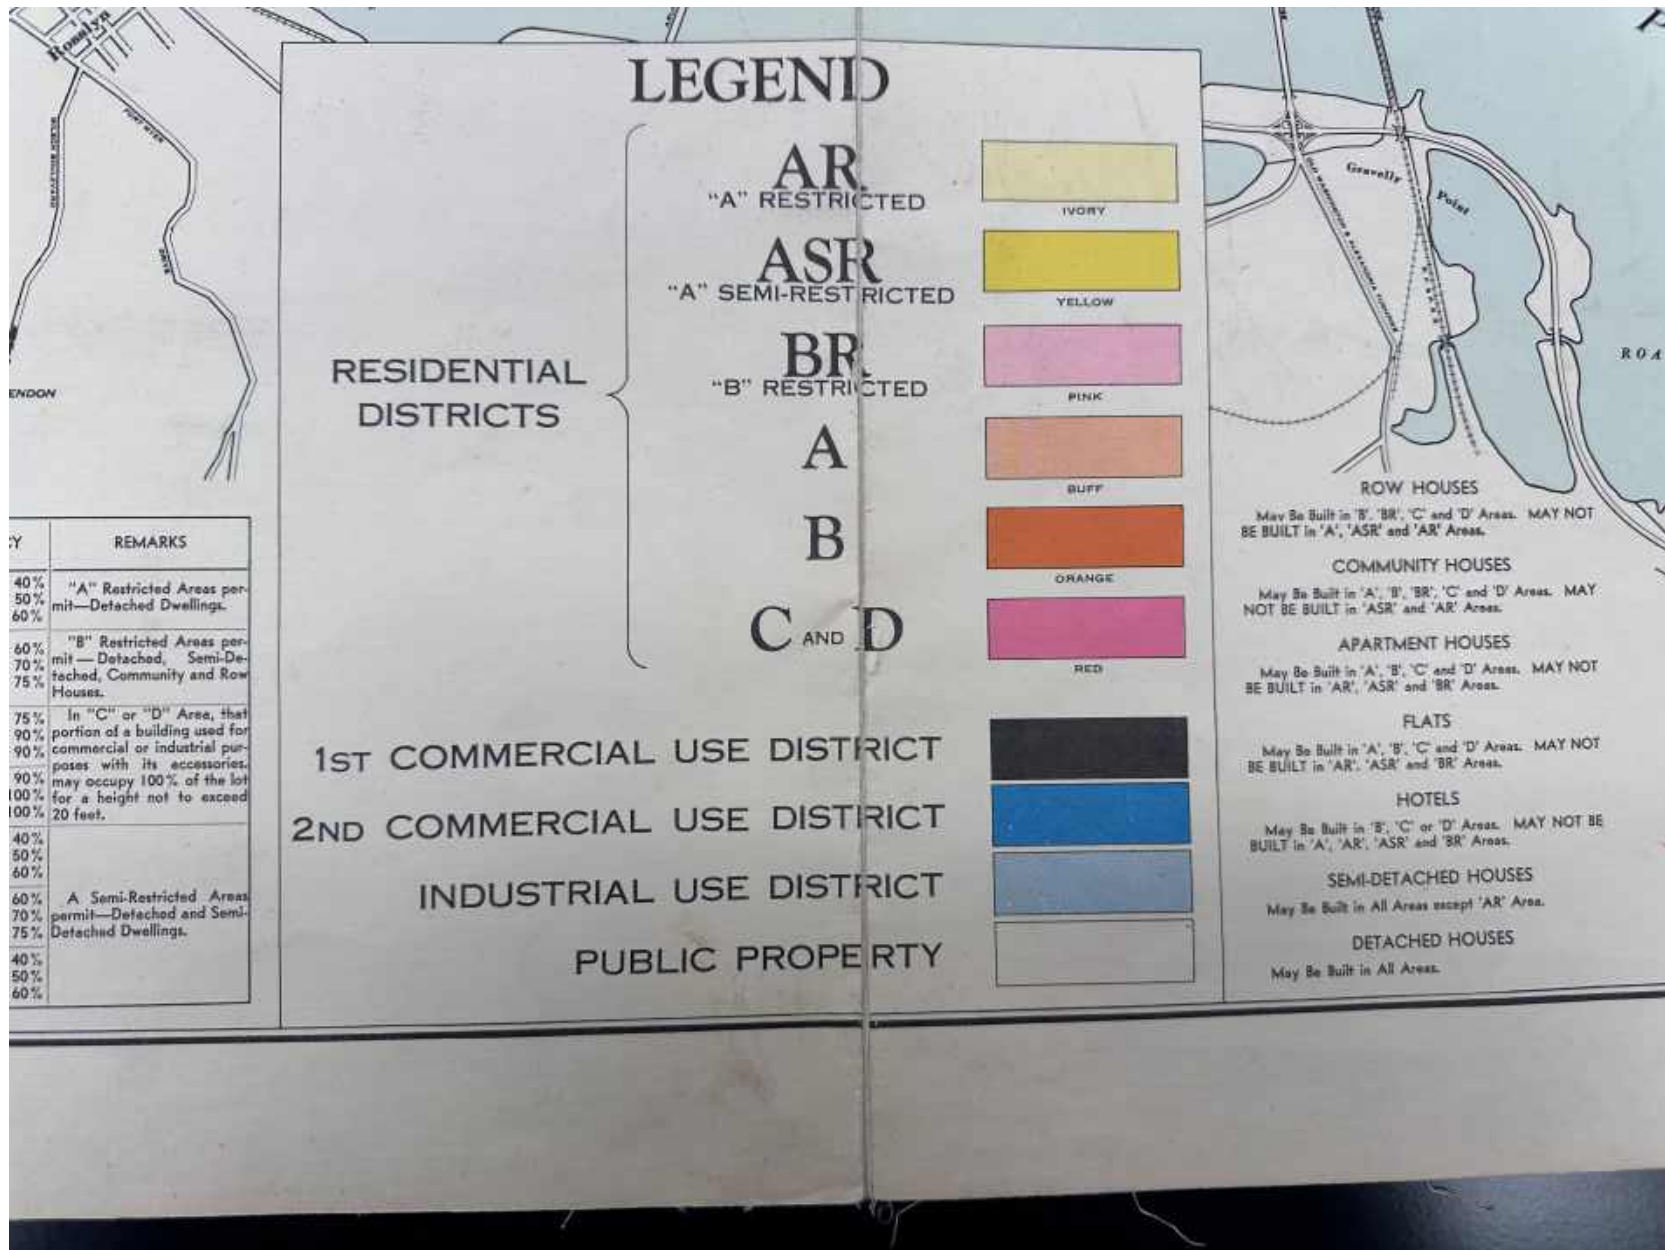 Rosslyn
FORT MYER
DRIVE
WILSON BOULEVARD
ENDON
LEGEND
RESIDENTIAL
DISTRICTS
AR
"A" RESTRICTED
IVORY
ASR
"A" SEMI-RESTRICTED
YELLOW
BR
"B" RESTRICTED
PINK
A
BUFF
B
ORANGE
C AND D
RED
1ST COMMERCIAL USE DISTRICT
2ND COMMERCIAL USE DISTRICT
INDUSTRIAL USE DISTRICT
PUBLIC PROPERTY
CY
REMARKS
40%
50%
60%
"A" Restricted Areas per-
mit—Detached Dwellings.
60%
70%
75%
"B" Restricted Areas per-
mit—Detached, Semi-De-
tached, Community and Row
Houses.
75%
90%
90%
90%
100%
100%
In "C" or "D" Area, that
portion of a building used for
commercial or industrial pur-
poses with its accessories,
may occupy 100% of the lot
for a height not to exceed
20 feet.
40%
50%
60%
60%
70%
75%
40%
50%
60%
A Semi-Restricted Areas
permit—Detached and Semi-
Detached Dwellings.
Gravelly
Point
OLD WASHINGTON & ALEXANDRIA TURNPIKE
P
ROA
ROW HOUSES
May Be Built in 'B', 'BR', 'C' and 'D' Areas. MAY NOT
BE BUILT in 'A', 'ASR' and 'AR' Areas.
COMMUNITY HOUSES
May Be Built in 'A', 'B', 'BR', 'C' and 'D' Areas. MAY
NOT BE BUILT in 'ASR' and 'AR' Areas.
APARTMENT HOUSES
May Be Built in 'A', 'B', 'C' and 'D' Areas. MAY NOT
BE BUILT in 'AR', 'ASR' and 'BR' Areas.
FLATS
May Be Built in 'A', 'B', 'C' and 'D' Areas. MAY NOT
BE BUILT in 'AR', 'ASR' and 'BR' Areas.
HOTELS
May Be Built in 'B', 'C' or 'D' Areas. MAY NOT BE
BUILT in 'A', 'AR', 'ASR' and 'BR' Areas.
SEMI-DETACHED HOUSES
May Be Built in All Areas except 'AR' Area.
DETACHED HOUSES
May Be Built in All Areas.